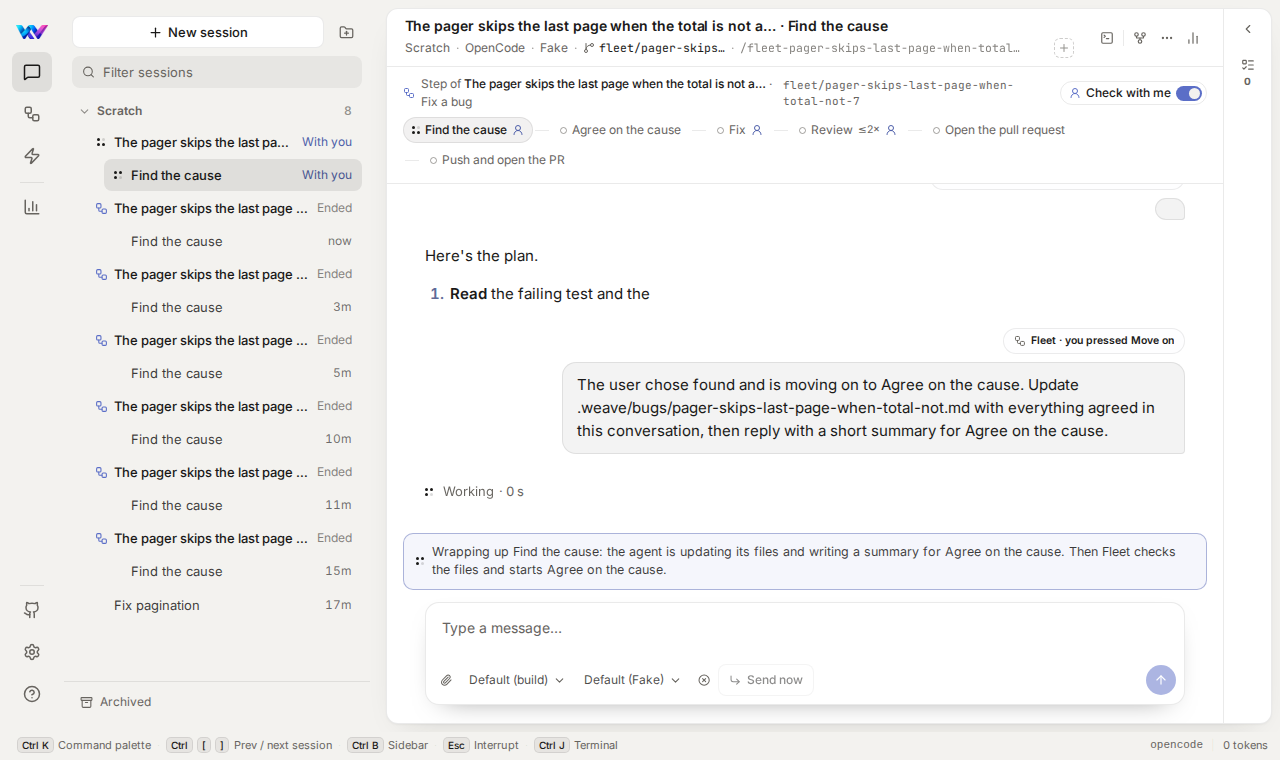 New session
Filter sessions
Scratch 8
The pager skips the last pa... With you
Find the cause With you
The pager skips the last page ... Ended
Find the cause now
The pager skips the last page ... Ended
Find the cause 3m
The pager skips the last page ... Ended
Find the cause 5m
The pager skips the last page ... Ended
Find the cause 10m
The pager skips the last page ... Ended
Find the cause 11m
The pager skips the last page ... Ended
Find the cause 15m
Fix pagination 17m
Archived
The pager skips the last page when the total is not a... · Find the cause
Scratch · OpenCode · Fake · fleet/pager-skips… · /fleet-pager-skips-last-page-when-total…
Step of The pager skips the last page when the total is not a... ·
Fix a bug
fleet/pager-skips-last-page-when-
total-not-7
Check with me
Find the cause
Agree on the cause
Fix
Review ≤2×
Open the pull request
Push and open the PR
0
Here's the plan.
1. Read the failing test and the
Fleet · you pressed Move on
The user chose found and is moving on to Agree on the cause. Update
.weave/bugs/pager-skips-last-page-when-total-not.md with everything agreed in
this conversation, then reply with a short summary for Agree on the cause.
Working · 0 s
Wrapping up Find the cause: the agent is updating its files and writing a summary for Agree on the cause. Then Fleet checks
the files and starts Agree on the cause.
Type a message...
Default (build) Default (Fake) Send now
Ctrl K Command palette Ctrl [ ] Prev / next session Ctrl B Sidebar Esc Interrupt Ctrl J Terminal
opencode 0 tokens